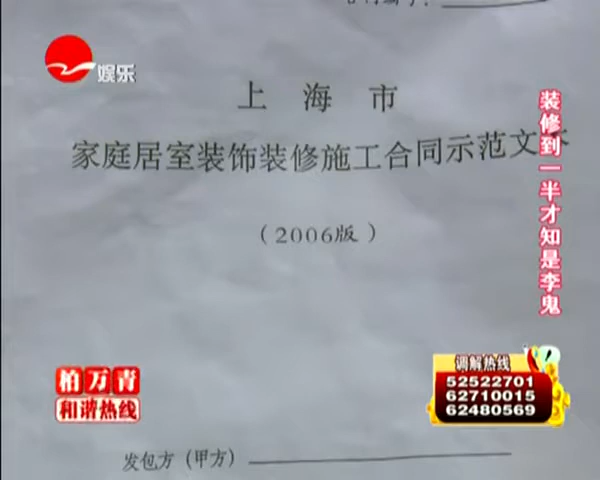 娱乐
上海市
家庭居室装饰装修施工合同示范文本
（2006版）
装修到一半才知是李鬼
柏万青
和谐热线
调解热线
52522701
62710015
62480569
发包方（甲方）